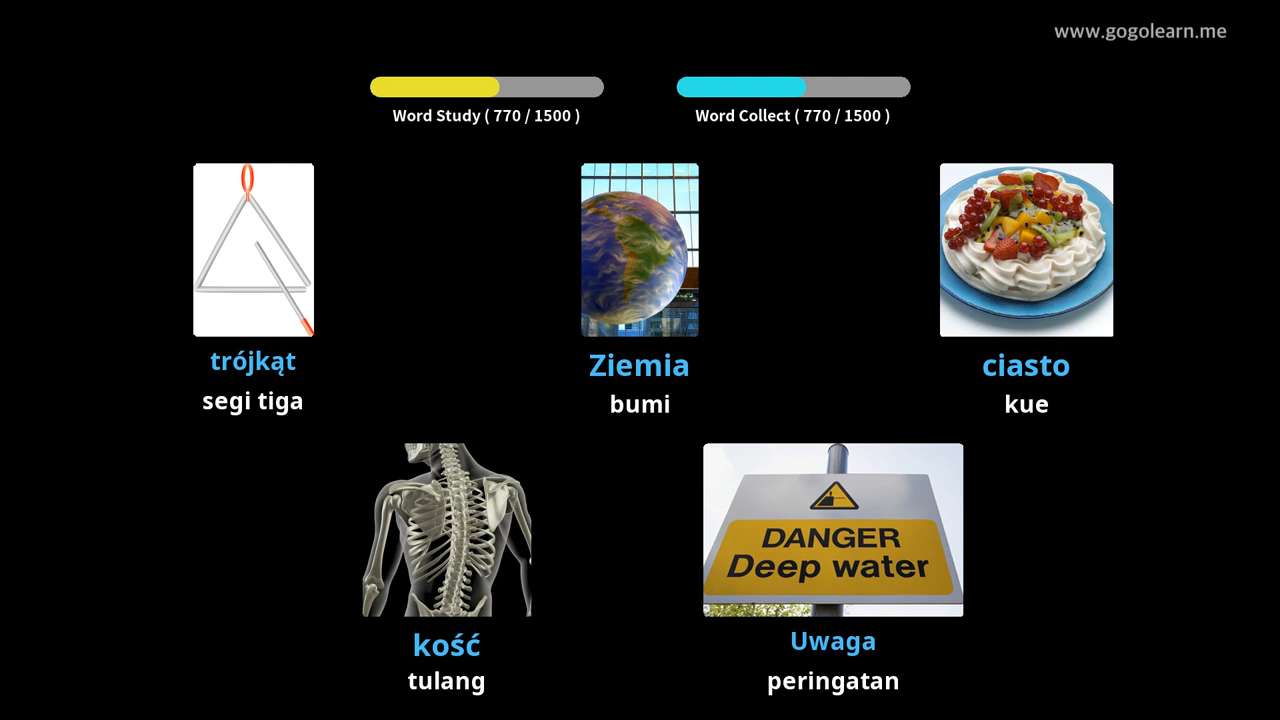 www.gogolearn.me
Word Study ( 770 / 1500 )
Word Collect ( 770 / 1500 )
trójkąt
segi tiga
Ziemia
bumi
ciasto
kue
DANGER
Deep water
kość
tulang
Uwaga
peringatan